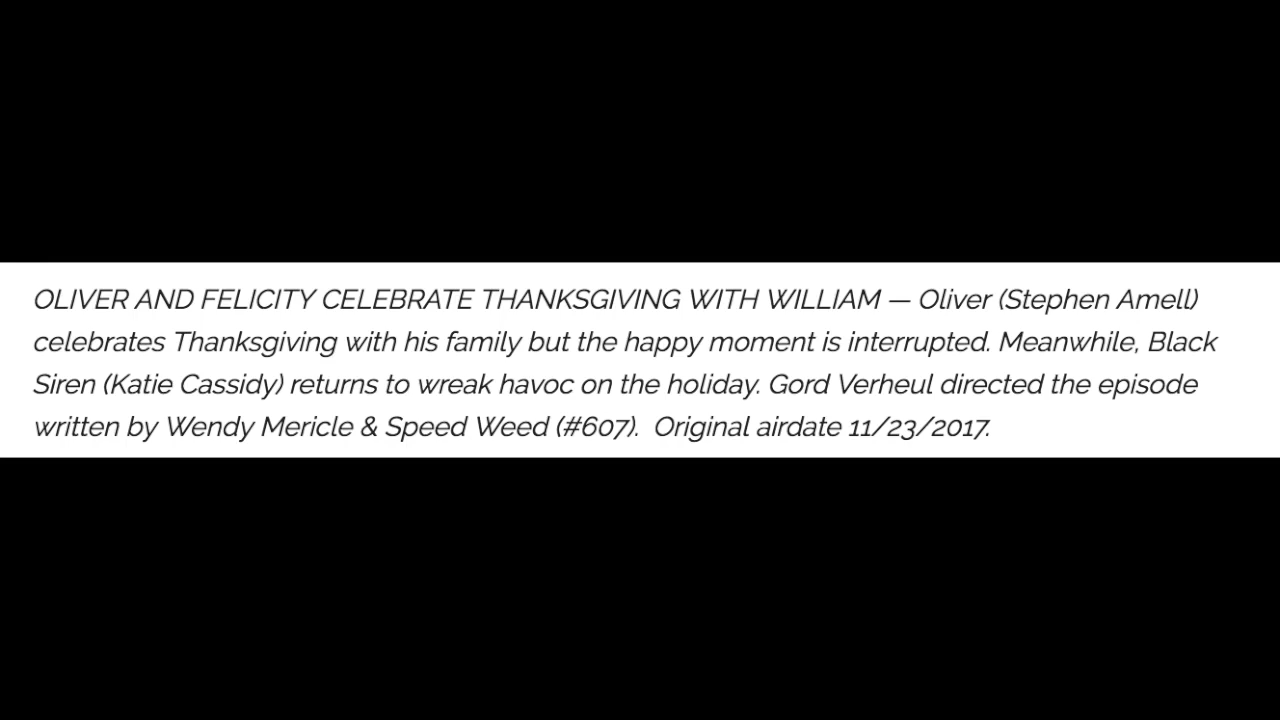 OLIVER AND FELICITY CELEBRATE THANKSGIVING WITH WILLIAM — Oliver (Stephen Amell)
celebrates Thanksgiving with his family but the happy moment is interrupted. Meanwhile, Black
Siren (Katie Cassidy) returns to wreak havoc on the holiday. Gord Verheul directed the episode
written by Wendy Mericle & Speed Weed (#607).  Original airdate 11/23/2017.